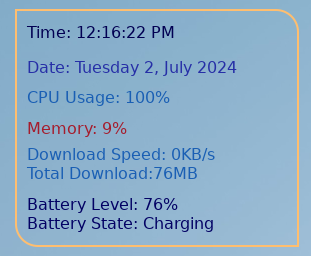 Time: 12:16:22 PM
Date: Tuesday 2, July 2024
CPU Usage: 100%
Memory: 9%
Download Speed: 0KB/s
Total Download:76MB
Battery Level: 76%
Battery State: Charging